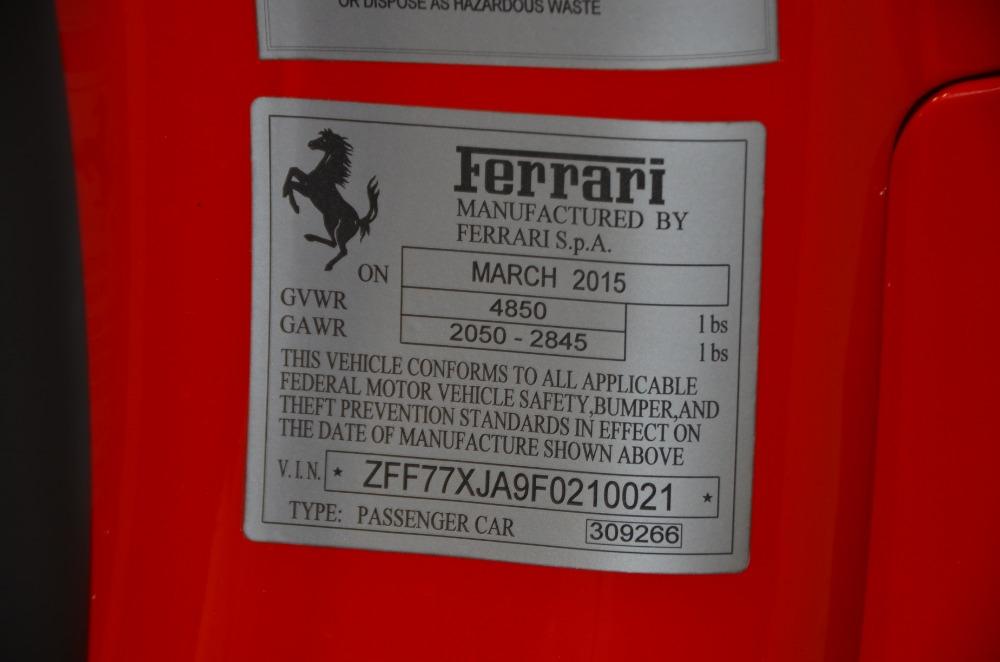 OR DISPOSE AS HAZARDOUS WASTE
Ferrari
MANUFACTURED BY
FERRARI S.p.A.
ON MARCH 2015
GVWR 4850 lbs
GAWR 2050 - 2845 lbs
THIS VEHICLE CONFORMS TO ALL APPLICABLE
FEDERAL MOTOR VEHICLE SAFETY,BUMPER,AND
THEFT PREVENTION STANDARDS IN EFFECT ON
THE DATE OF MANUFACTURE SHOWN ABOVE
V.I.N. * ZFF77XJA9F0210021 *
TYPE: PASSENGER CAR 309266